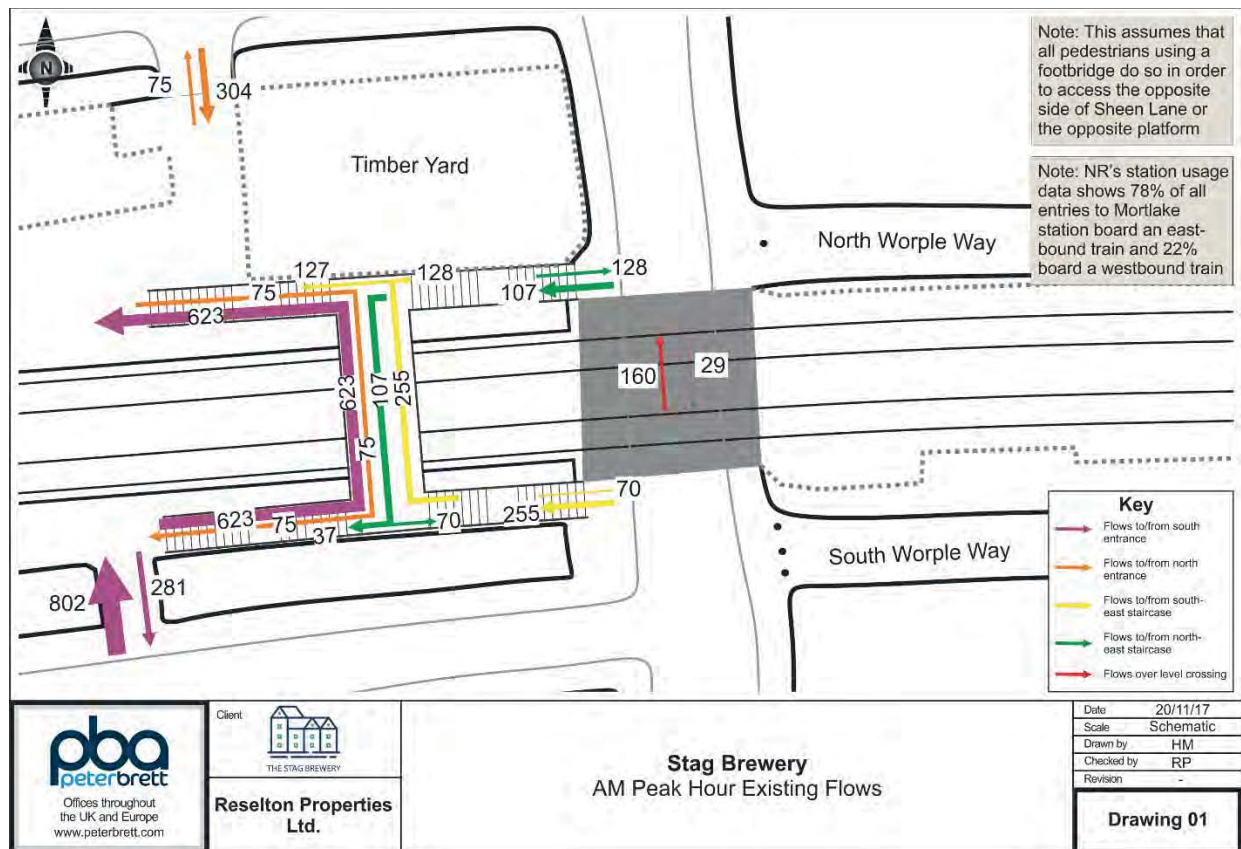 Note: This assumes that
all pedestrians using a
footbridge do so in order
to access the opposite
side of Sheen Lane or
the opposite platform
Note: NR's station usage
data shows 78% of all
entries to Mortlake
station board an east-
bound train and 22%
board a westbound train
N
75
304
Timber Yard
North Worple Way
127
128
128
75
107
623
160
29
623
107
255
75
70
623
75
37
70
255
South Worple Way
802
281
Key
Flows to/from south
entrance
Flows to/from north
entrance
Flows to/from south-
east staircase
Flows to/from north-
east staircase
Flows over level crossing
pba
peterbrett
Offices throughout
the UK and Europe
www.peterbrett.com
Client
THE STAG BREWERY
Reselton Properties
Ltd.
Stag Brewery
AM Peak Hour Existing Flows
Date 20/11/17
Scale Schematic
Drawn by HM
Checked by RP
Revision -
Drawing 01